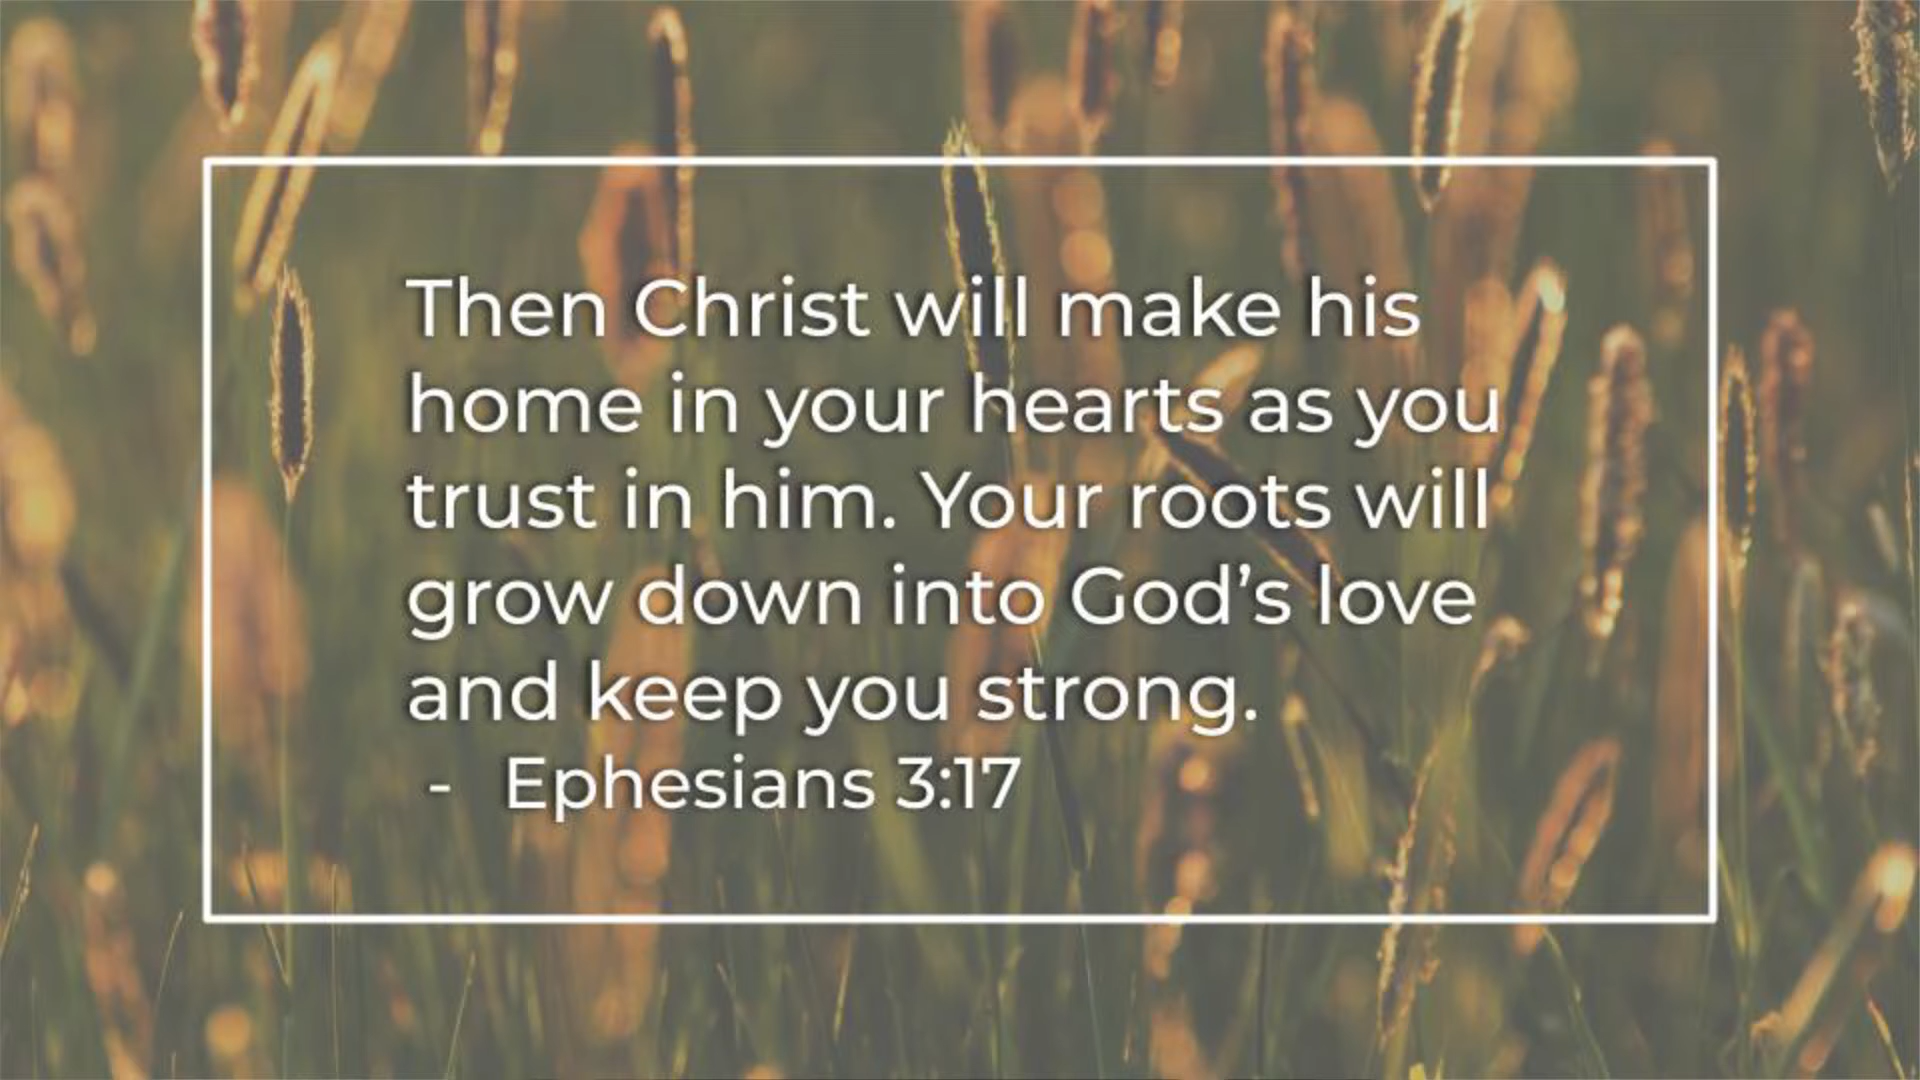 Then Christ will make his
home in your hearts as you
trust in him. Your roots will
grow down into God’s love
and keep you strong.
- Ephesians 3:17